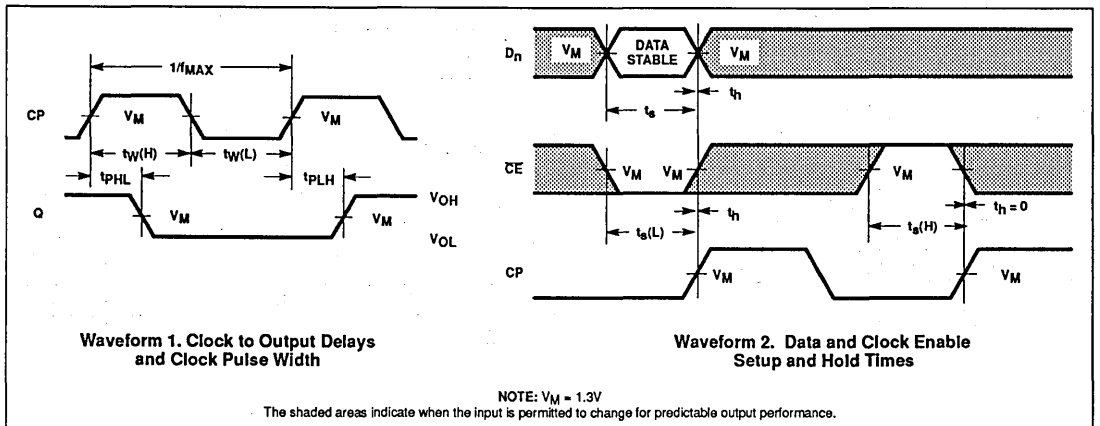 1/fMAX
CP
VM
VM
tW(H)
tW(L)
tPHL
tPLH
Q
VM
VM
VOH
VOL
Waveform 1. Clock to Output Delays
and Clock Pulse Width
Dn
VM
DATA
STABLE
VM
ts
th
CE
VM
VM
VM
ts(L)
th
ts(H)
th = 0
CP
VM
VM
Waveform 2. Data and Clock Enable
Setup and Hold Times
NOTE: VM = 1.3V
The shaded areas indicate when the input is permitted to change for predictable output performance.